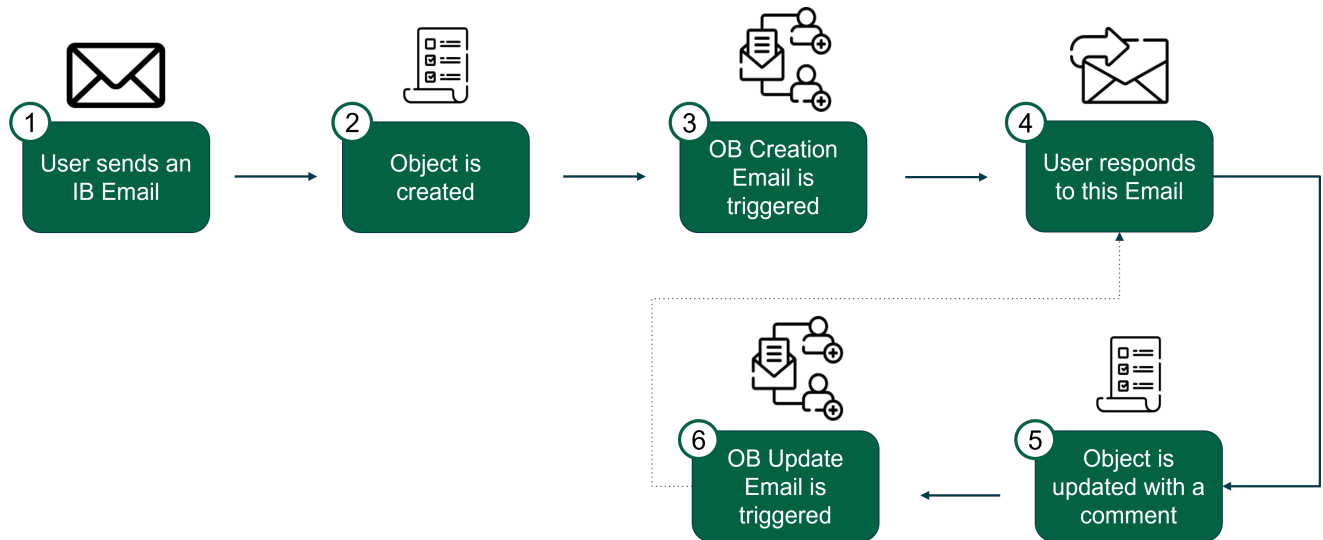 1
User sends an
IB Email
2
Object is
created
3
OB Creation
Email is
triggered
4
User responds
to this Email
5
Object is
updated with a
comment
6
OB Update
Email is
triggered